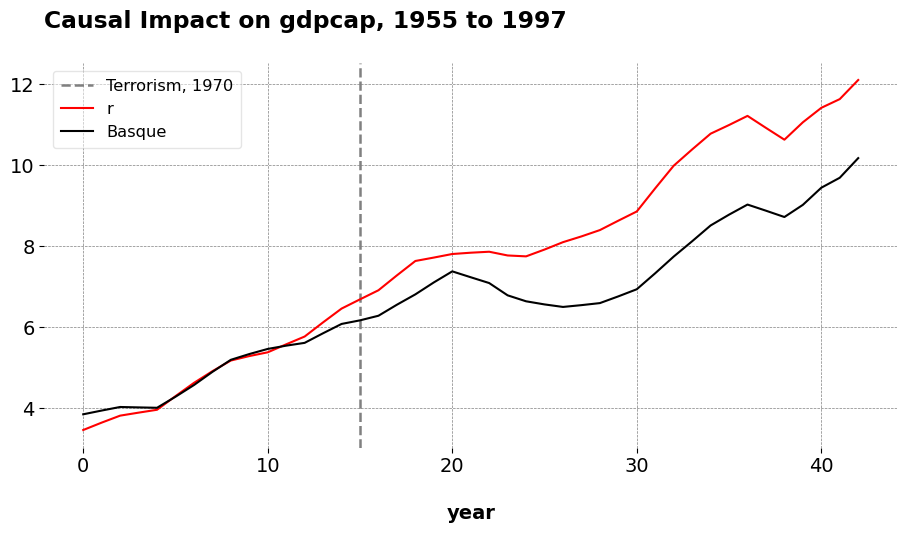 Causal Impact on gdpcap, 1955 to 1997
Terrorism, 1970
r
Basque
12
10
8
6
4
0 10 20 30 40
year